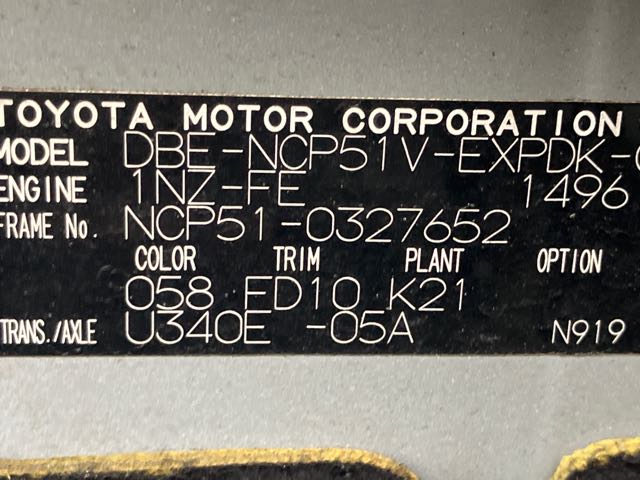 TOYOTA MOTOR CORPORATION
MODEL DBE-NCP51V-EXPDK-
ENGINE 1NZ-FE 1496
FRAME No. NCP51-0327652
COLOR TRIM PLANT OPTION
058 FD10 K21
TRANS./AXLE U340E -05A N919